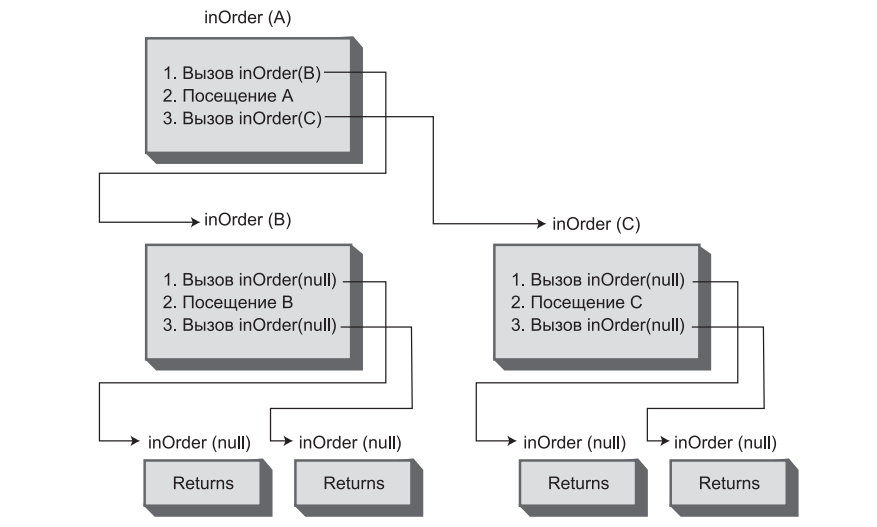 inOrder (A)
1. Вызов inOrder(B)
2. Посещение A
3. Вызов inOrder(C)
inOrder (B)
1. Вызов inOrder(null)
2. Посещение B
3. Вызов inOrder(null)
inOrder (C)
1. Вызов inOrder(null)
2. Посещение C
3. Вызов inOrder(null)
inOrder (null)
Returns
inOrder (null)
Returns
inOrder (null)
Returns
inOrder (null)
Returns